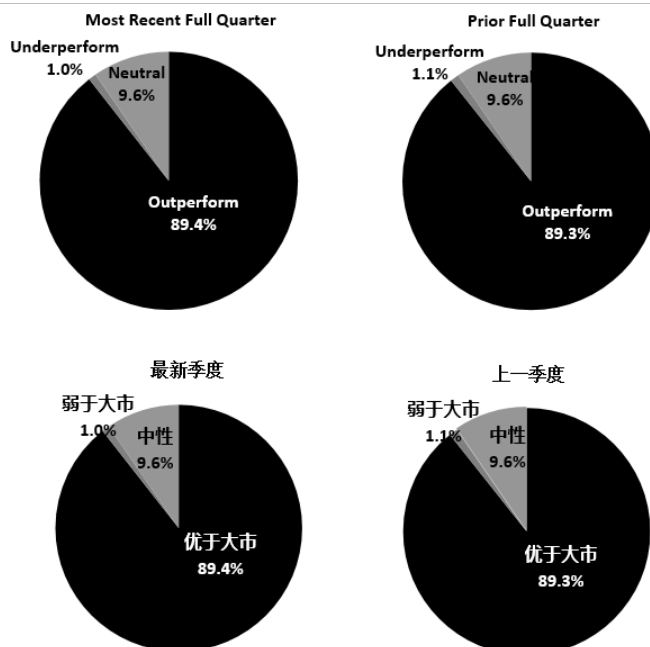 Most Recent Full Quarter
Underperform
1.0%
Neutral
9.6%
Outperform
89.4%
Prior Full Quarter
Underperform
1.1%
Neutral
9.6%
Outperform
89.3%
最新季度
弱于大市
1.0%
中性
9.6%
优于大市
89.4%
上一季度
弱于大市
1.1%
中性
9.6%
优于大市
89.3%